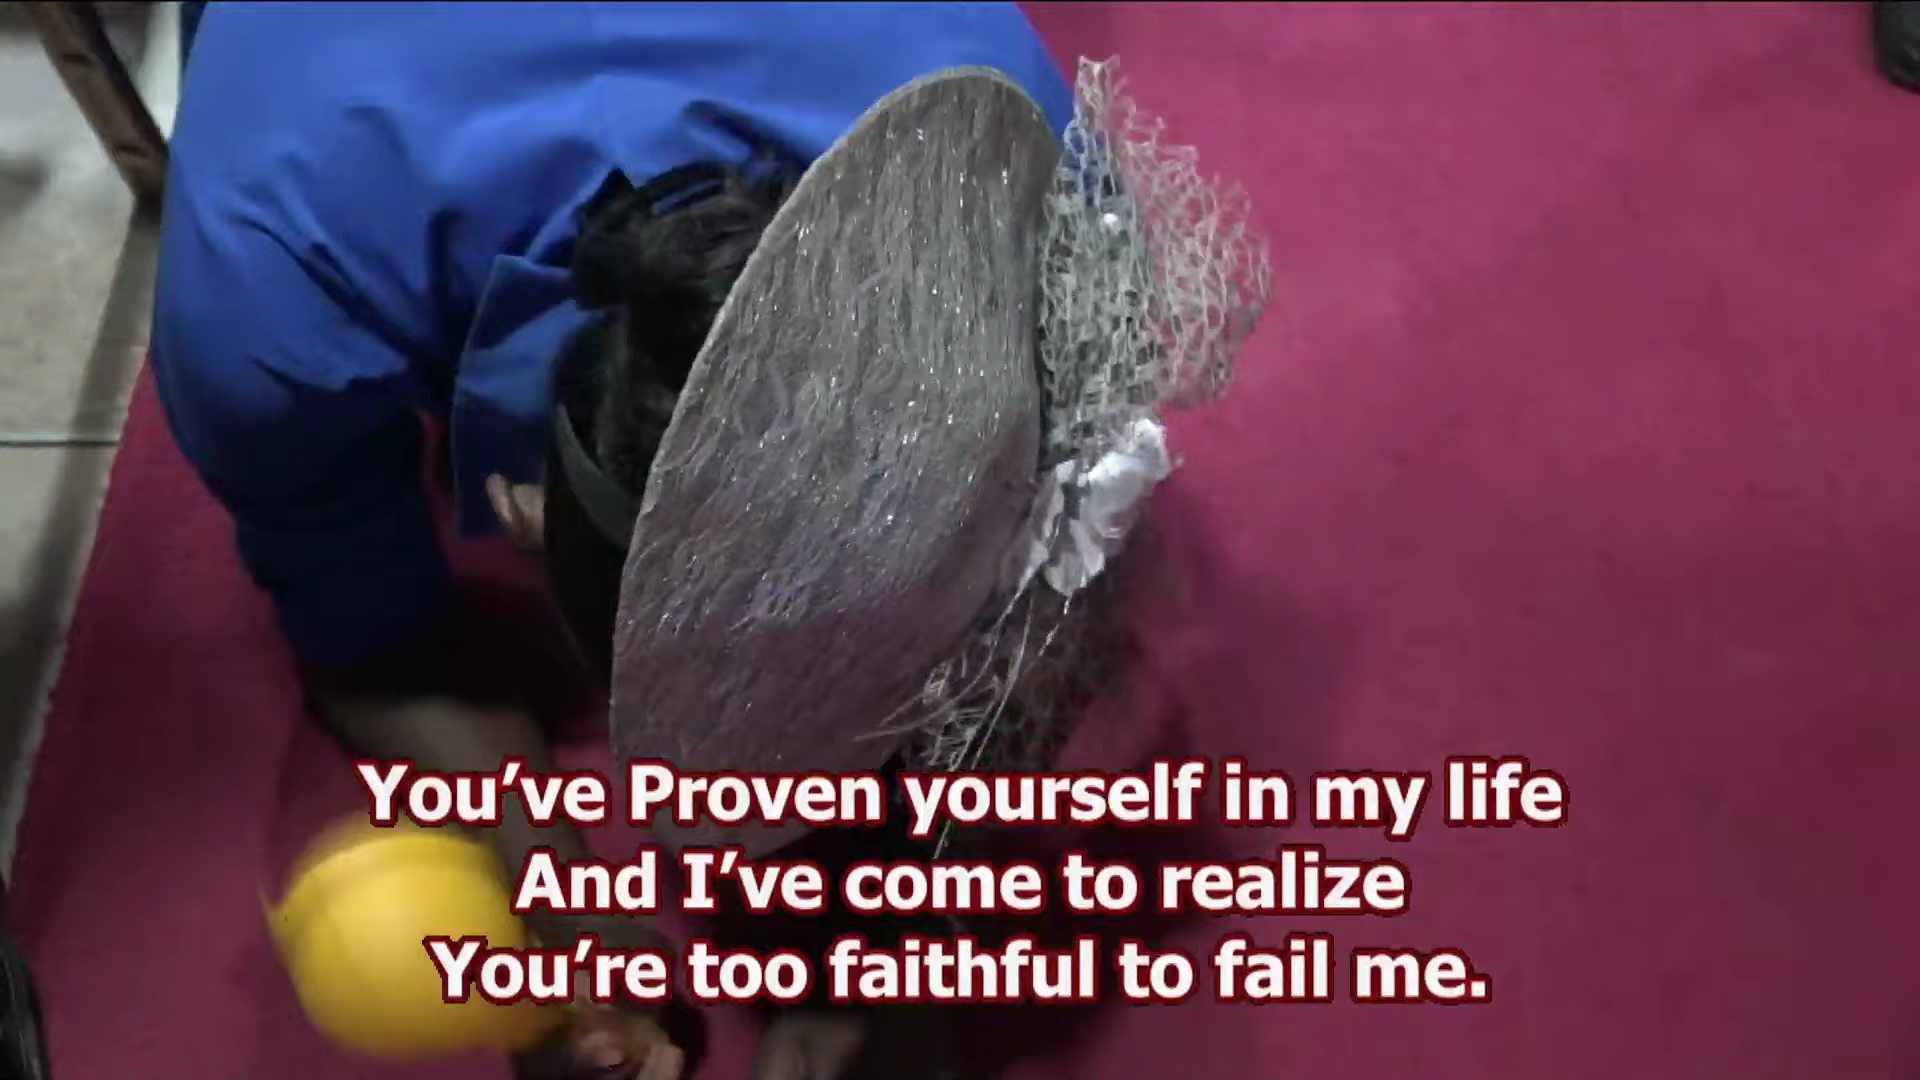 You’ve Proven yourself in my life
And I’ve come to realize
You’re too faithful to fail me.